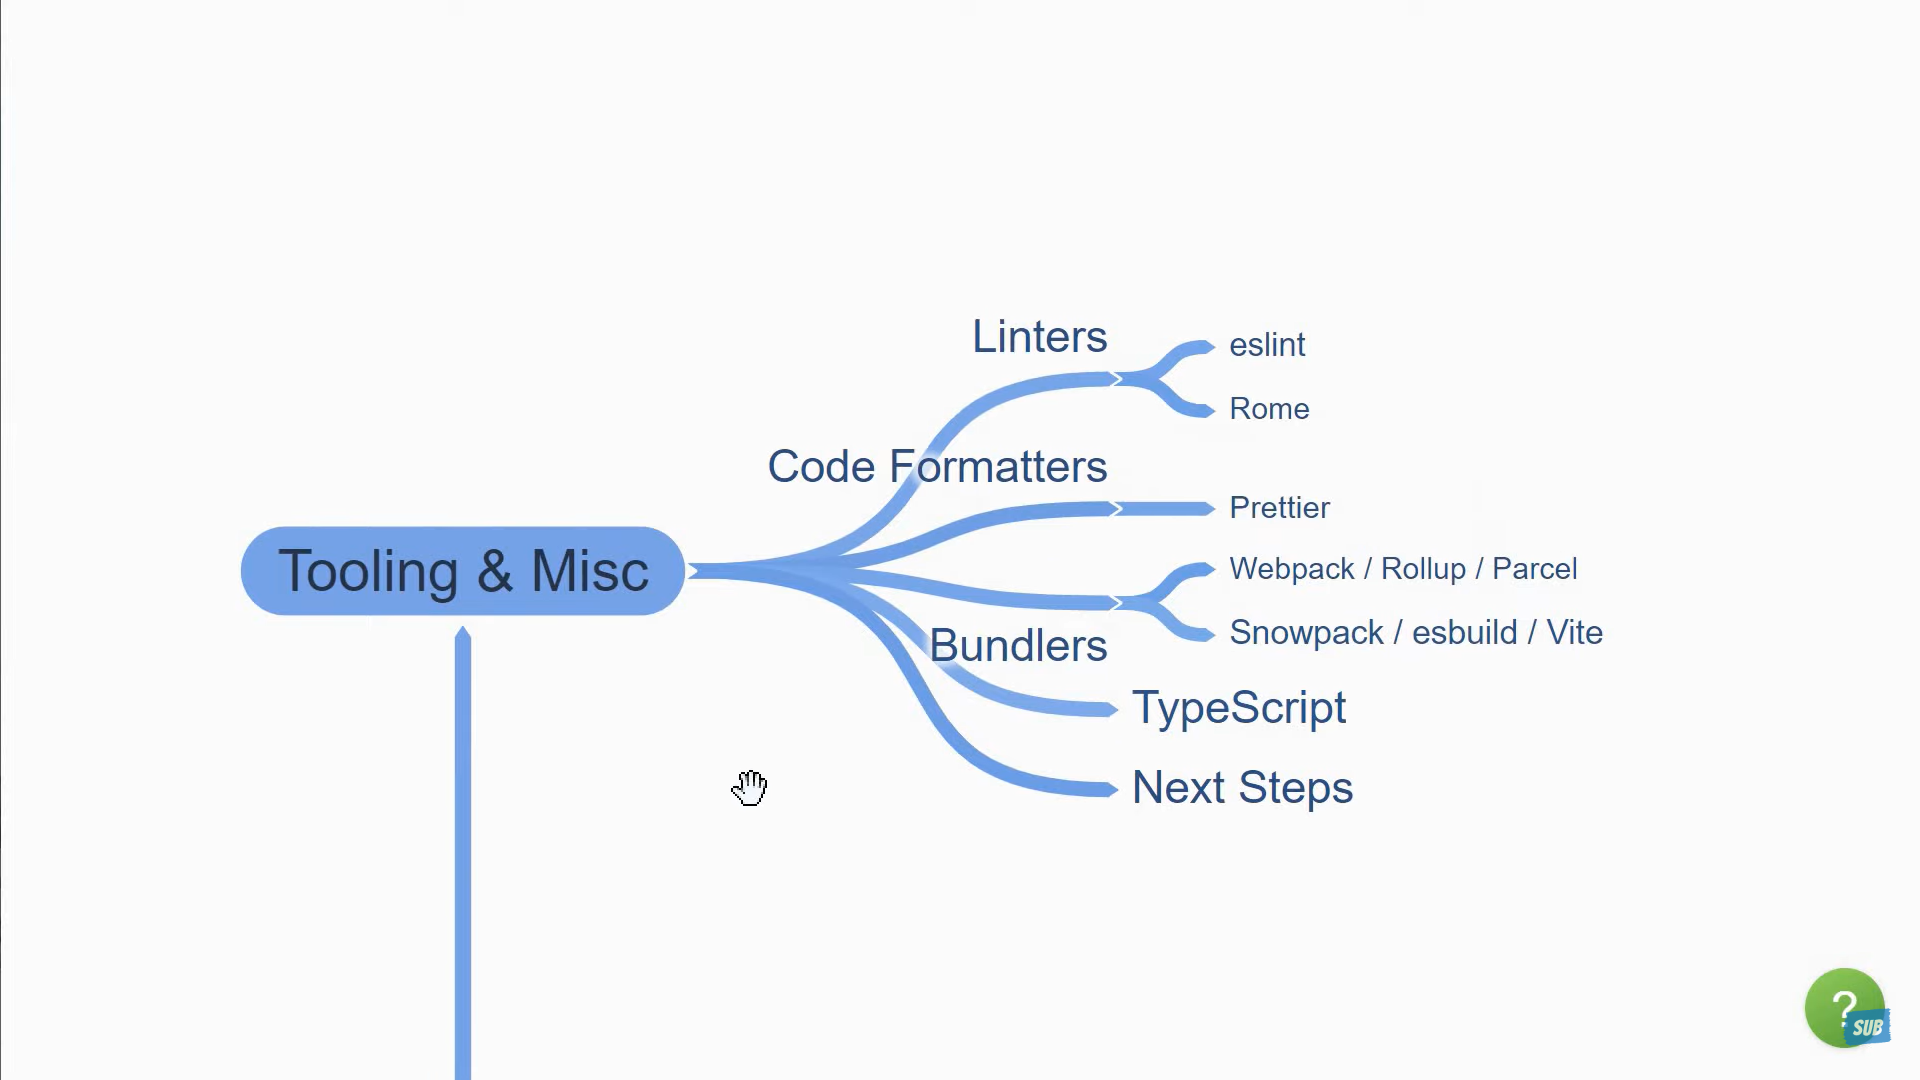 Linters
eslint
Rome
Code Formatters
Prettier
Tooling & Misc
Webpack / Rollup / Parcel
Snowpack / esbuild / Vite
Bundlers
TypeScript
Next Steps
?
SUB